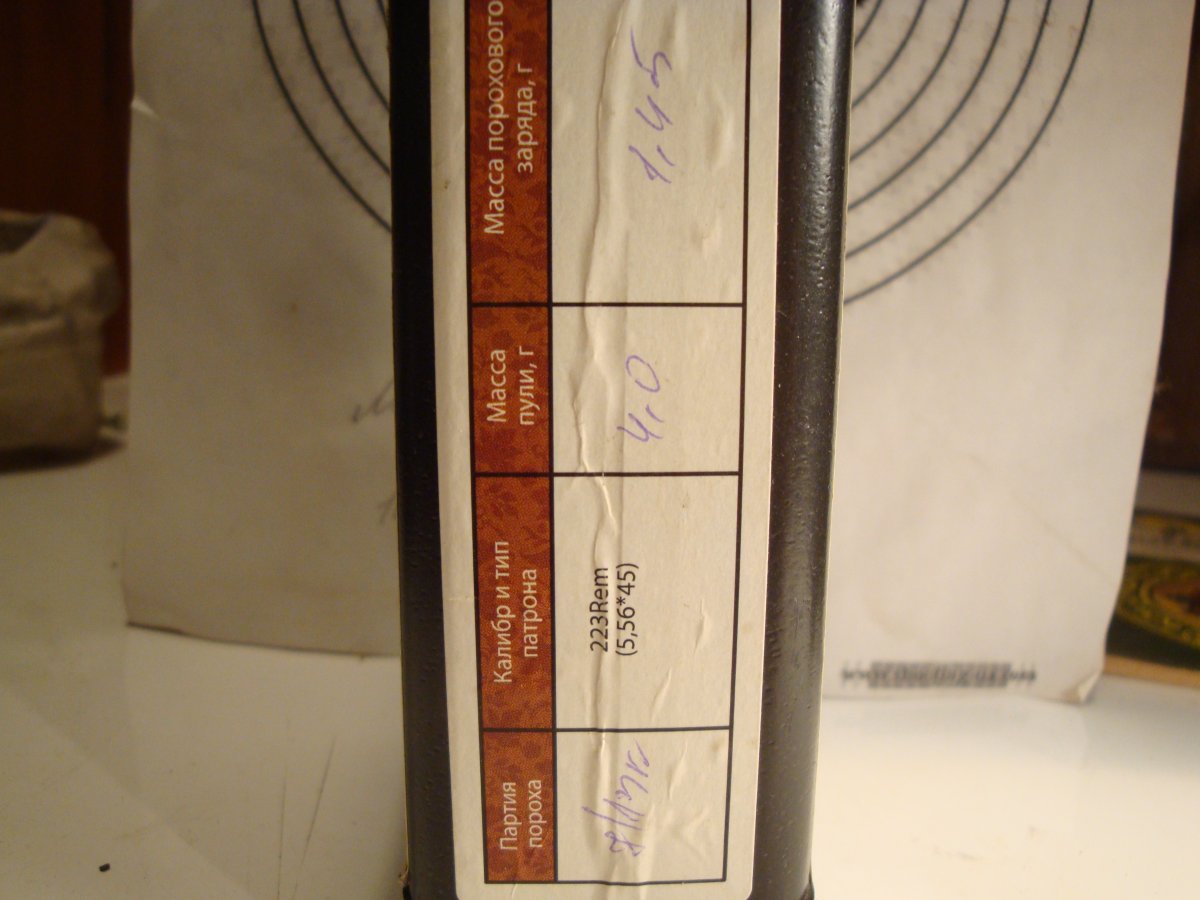 Партия
пороха
Калибр и тип
патрона
Масса
пули, г
Масса порохового
заряда, г
223Rem
(5,56*45)
4,0
1,45